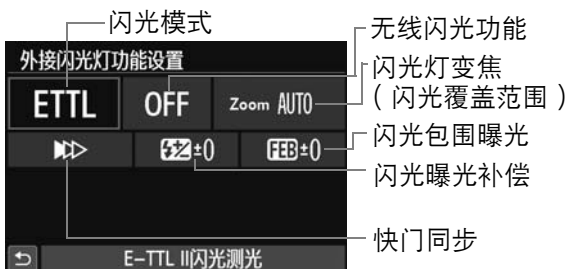 闪光模式
无线闪光功能
外接闪光灯功能设置
闪光灯变焦
(闪光覆盖范围)
ETTL OFF Zoom AUTO
闪光包围曝光
±0 FEB±0
闪光曝光补偿
快门同步
E-TTL II闪光测光